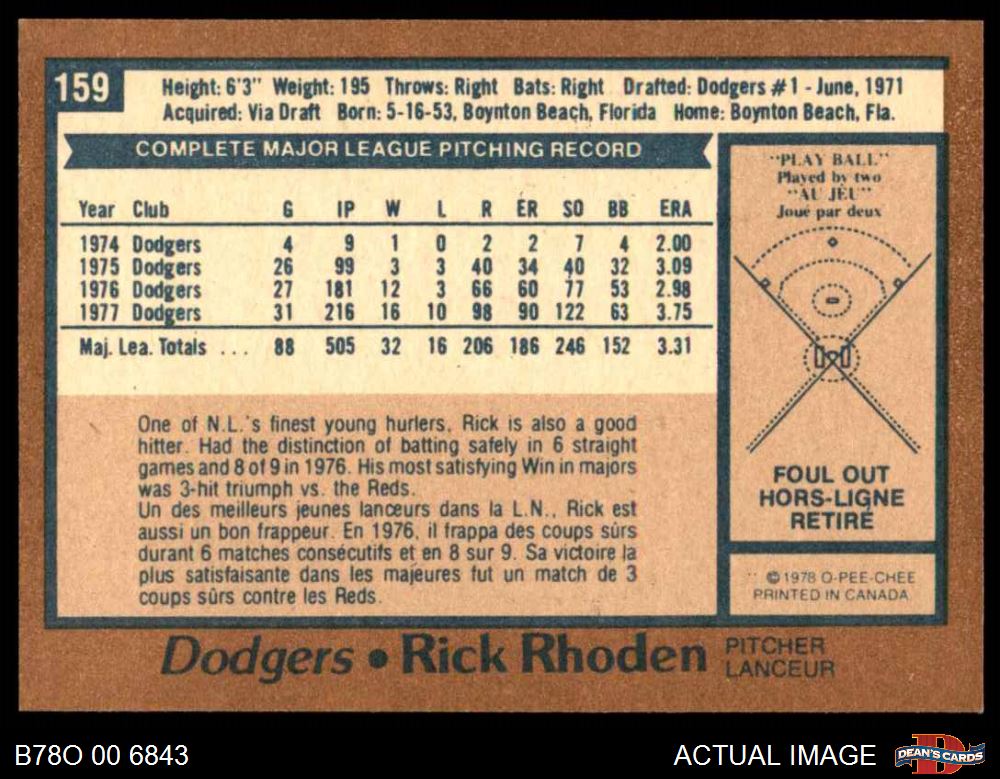 159
Height: 6'3" Weight: 195 Throws: Right Bats: Right Drafted: Dodgers #1 - June, 1971
Acquired: Via Draft Born: 5-16-53, Boynton Beach, Florida Home: Boynton Beach, Fla.
COMPLETE MAJOR LEAGUE PITCHING RECORD
Year Club G IP W L R ER SO BB ERA
1974 Dodgers 4 9 1 0 2 2 7 4 2.00
1975 Dodgers 26 99 3 3 40 34 40 32 3.09
1976 Dodgers 27 181 12 3 66 60 77 53 2.98
1977 Dodgers 31 216 16 10 98 90 122 63 3.75
Maj. Lea. Totals ... 88 505 32 16 206 186 246 152 3.31
One of N.L.'s finest young hurlers, Rick is also a good
hitter. Had the distinction of batting safely in 6 straight
games and 8 of 9 in 1976. His most satisfying Win in majors
was 3-hit triumph vs. the Reds.
Un des meilleurs jeunes lanceurs dans la L.N., Rick est
aussi un bon frappeur. En 1976, il frappa des coups sûrs
durant 6 matches consécutifs et en 8 sur 9. Sa victoire la
plus satisfaisante dans les majeures fut un match de 3
coups sûrs contre les Reds.
"PLAY BALL"
Played by two
"AU JEU"
Joué par deux
FOUL OUT
HORS-LIGNE
RETIRÉ
© 1978 O-PEE-CHEE
PRINTED IN CANADA
Dodgers • Rick Rhoden
PITCHER
LANCEUR
B78O 00 6843
ACTUAL IMAGE
DEAN'S CARDS